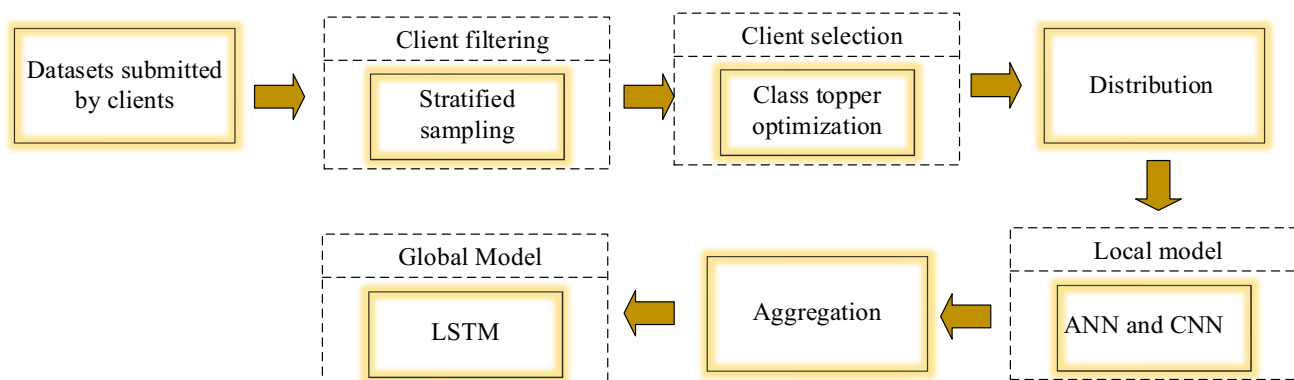 Datasets submitted
by clients
Client filtering
Stratified
sampling
Client selection
Class topper
optimization
Distribution
Local model
ANN and CNN
Aggregation
Global Model
LSTM